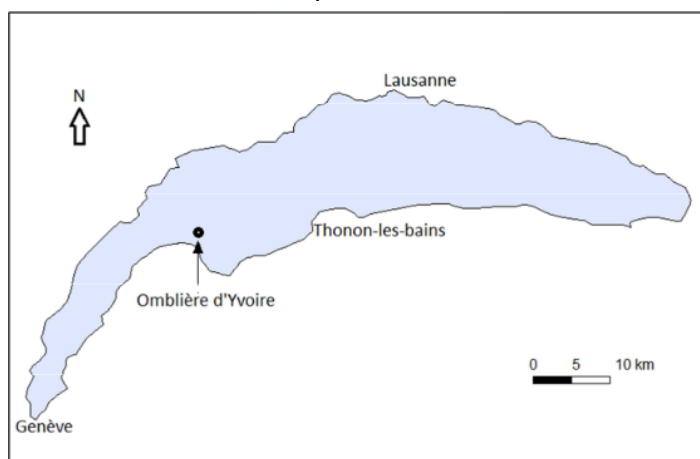 Lausanne
N
Thonon-les-bains
Omblière d'Yvoire
0 5 10 km
Genève